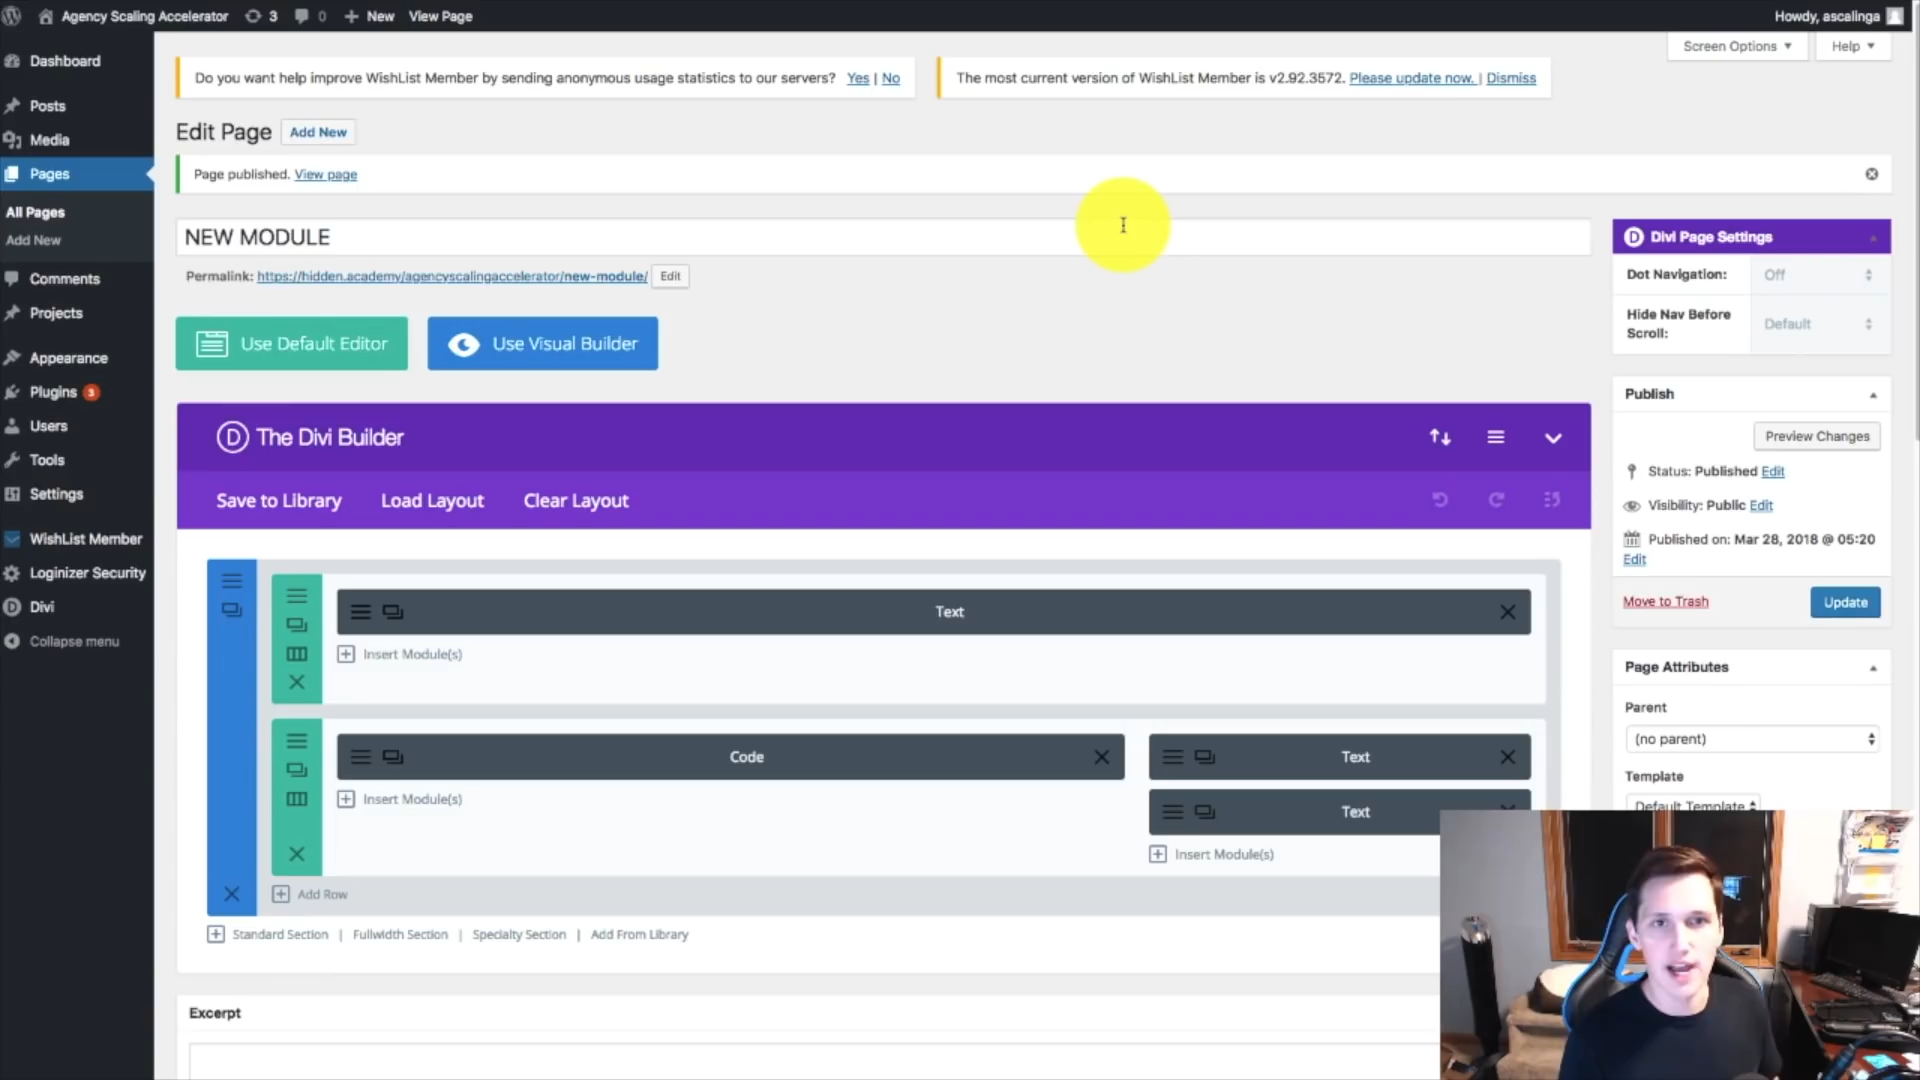 Agency Scaling Accelerator 3 0 New View Page Howdy, ascalinga
Screen Options Help
Dashboard
Posts
Media
Pages
All Pages
Add New
Comments
Projects
Appearance
Plugins 3
Users
Tools
Settings
WishList Member
Loginizer Security
Divi
Collapse menu
Do you want help improve WishList Member by sending anonymous usage statistics to our servers? Yes | No
The most current version of WishList Member is v2.92.3572. Please update now. | Dismiss
Edit Page Add New
Page published. View page
NEW MODULE
Permalink: https://hidden.academy/agencyscalingaccelerator/new-module/ Edit
Use Default Editor Use Visual Builder
D The Divi Builder
Save to Library Load Layout Clear Layout
Text
Insert Module(s)
Code Text
Insert Module(s)
Text
Insert Module(s)
Add Row
Standard Section | Fullwidth Section | Specialty Section | Add From Library
Excerpt
D Divi Page Settings
Dot Navigation: Off
Hide Nav Before
Scroll:
Default
Publish
Preview Changes
Status: Published Edit
Visibility: Public Edit
Published on: Mar 28, 2018 @ 05:20
Edit
Move to Trash Update
Page Attributes
Parent
(no parent)
Template
Default Template